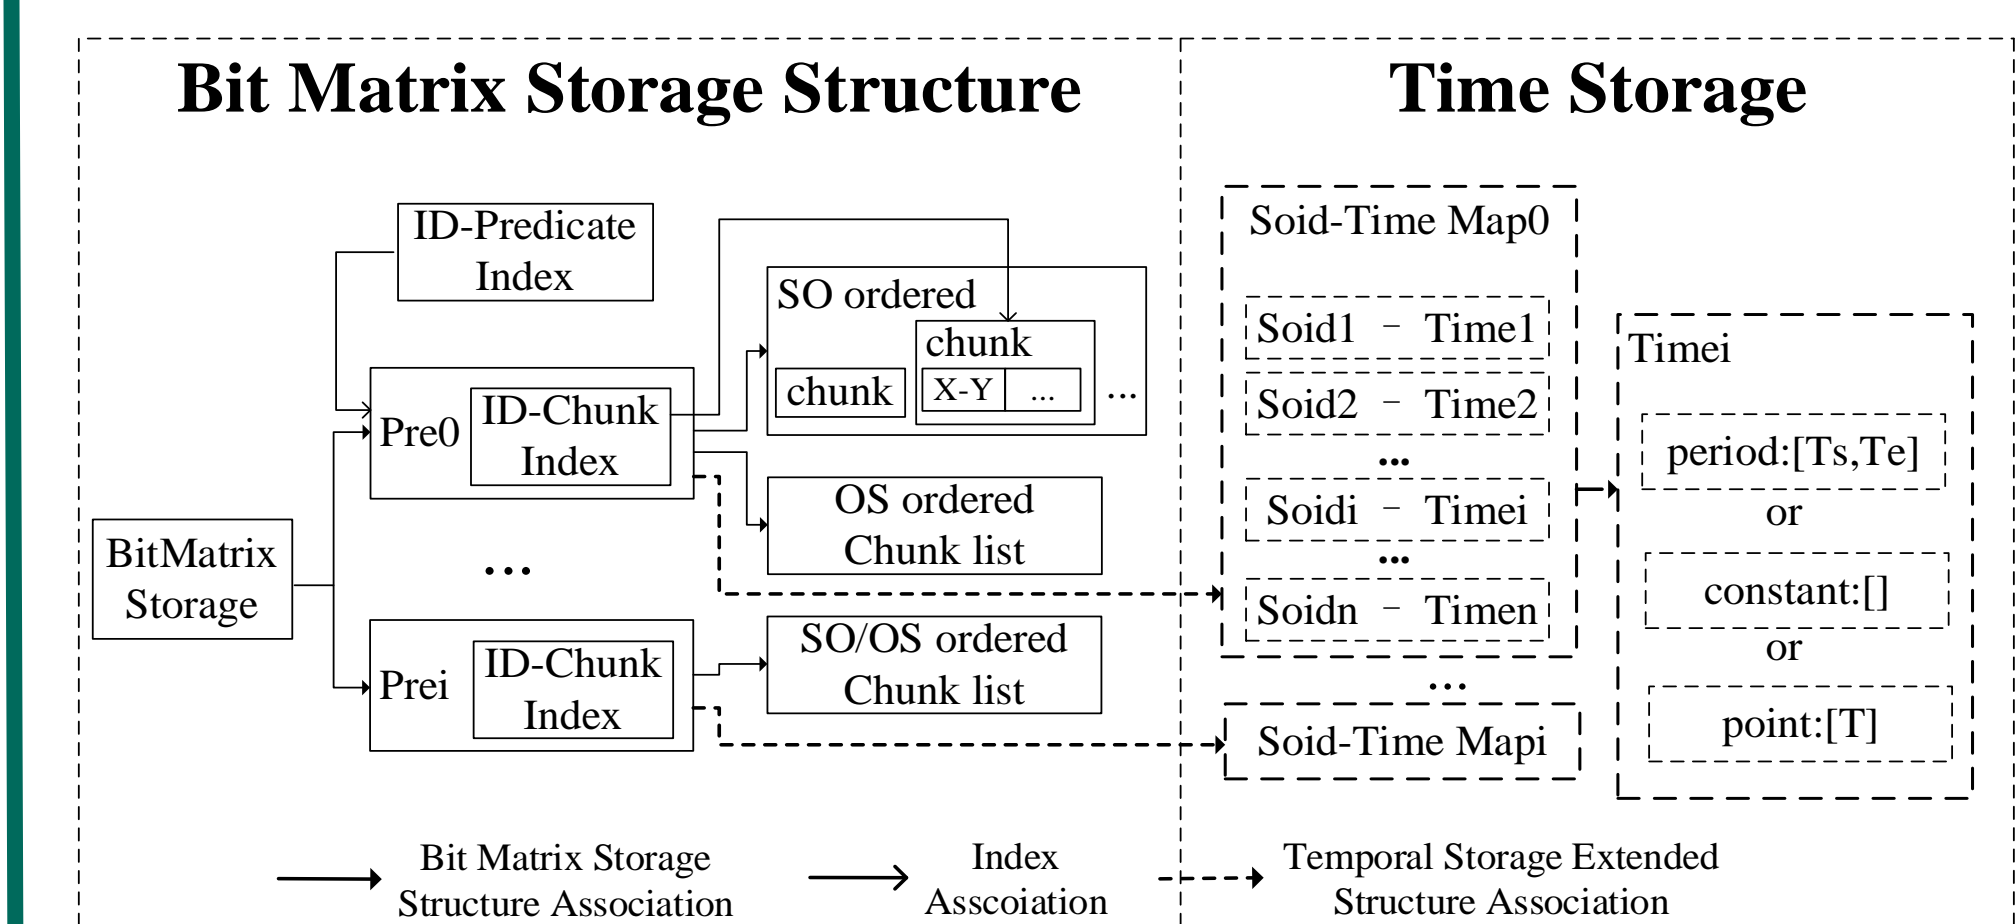 Bit Matrix Storage Structure
Time Storage
ID-Predicate
Index
SO ordered
chunk
chunk
X-Y
...
...
Pre0
ID-Chunk
Index
OS ordered
Chunk list
BitMatrix
Storage
...
Prei
ID-Chunk
Index
SO/OS ordered
Chunk list
Soid-Time Map0
Soid1 - Time1
Soid2 - Time2
...
Soidi - Timei
...
Soidn - Timen
...
Soid-Time Mapi
Timei
period:[Ts,Te]
or
constant:[]
or
point:[T]
Bit Matrix Storage
Structure Association
Index
Asscoiation
Temporal Storage Extended
Structure Association